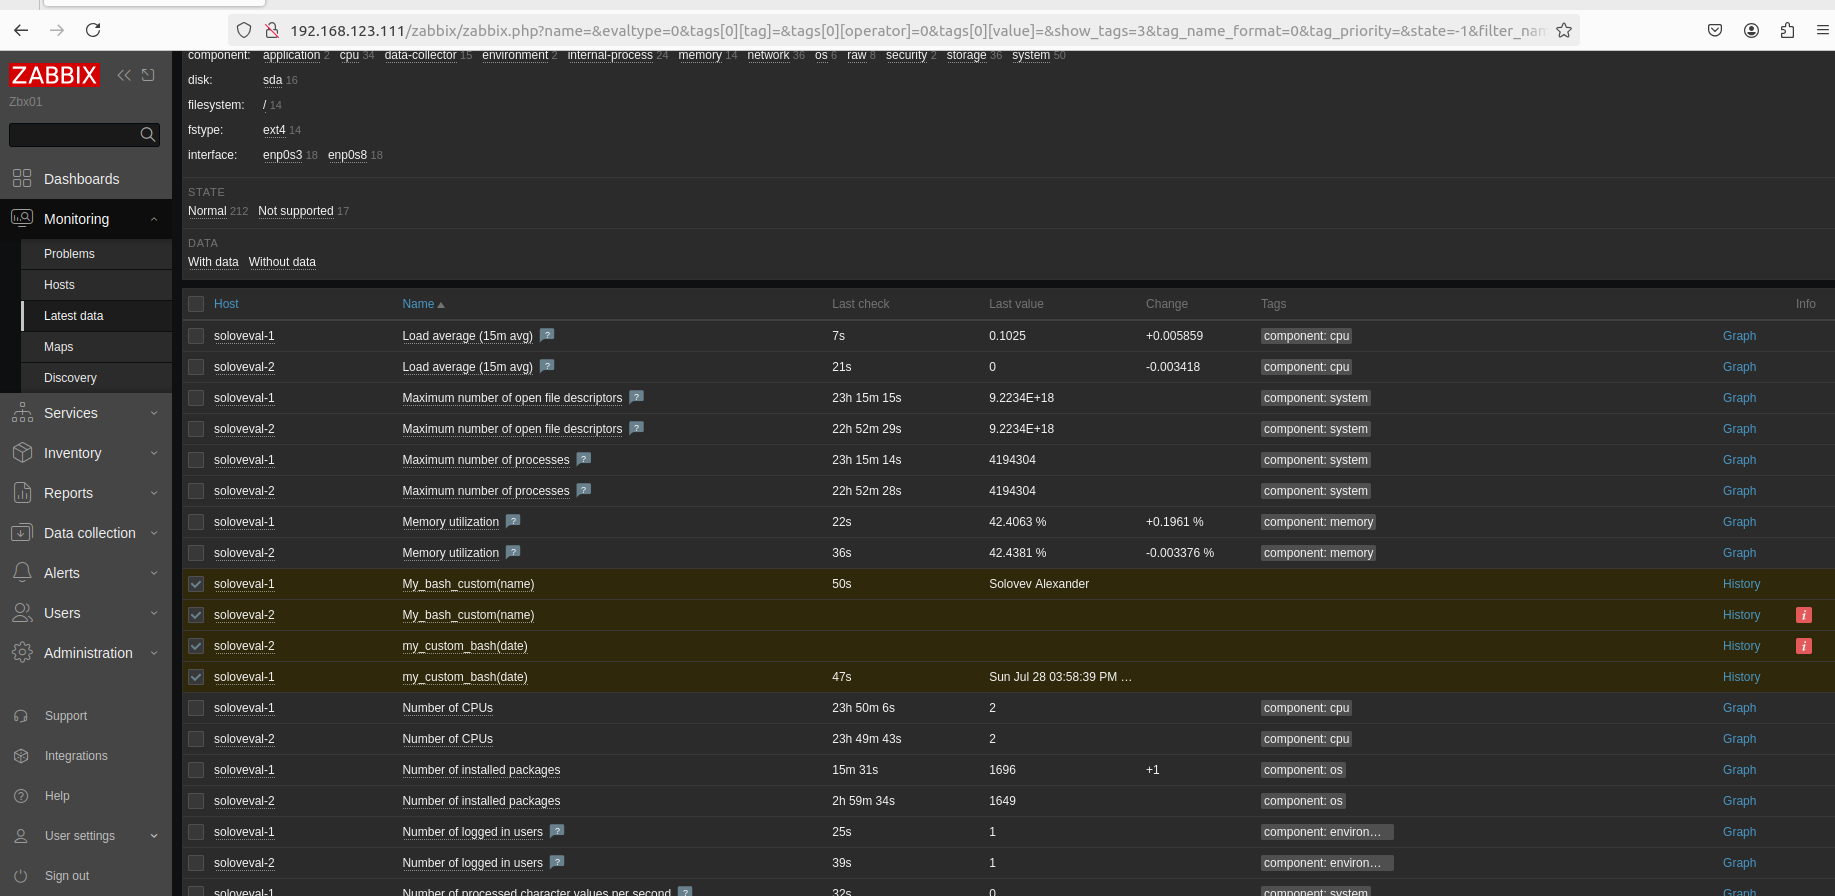 192.168.123.111/zabbix/zabbix.php?name=&evaltype=0&tags[0][tag]=&tags[0][operator]=0&tags[0][value]=&show_tags=3&tag_name_format=0&tag_priority=&state=-1&filter_nam
ZABBIX
Zbx01
Dashboards
Monitoring
Problems
Hosts
Latest data
Maps
Discovery
Services
Inventory
Reports
Data collection
Alerts
Users
Administration
Support
Integrations
Help
User settings
Sign out
component: application 2 cpu 34 data-collector 15 environment 2 internal-process 24 memory 14 network 36 os 6 raw 8 security 2 storage 36 system 50
disk: sda 16
filesystem: / 14
fstype: ext4 14
interface: enp0s3 18 enp0s8 18
STATE
Normal 212 Not supported 17
DATA
With data Without data
Host Name Last check Last value Change Tags Info
soloveval-1 Load average (15m avg) ? 7s 0.1025 +0.005859 component: cpu Graph
soloveval-2 Load average (15m avg) ? 21s 0 -0.003418 component: cpu Graph
soloveval-1 Maximum number of open file descriptors ? 23h 15m 15s 9.2234E+18 component: system Graph
soloveval-2 Maximum number of open file descriptors ? 22h 52m 29s 9.2234E+18 component: system Graph
soloveval-1 Maximum number of processes ? 23h 15m 14s 4194304 component: system Graph
soloveval-2 Maximum number of processes ? 22h 52m 28s 4194304 component: system Graph
soloveval-1 Memory utilization ? 22s 42.4063 % +0.1961 % component: memory Graph
soloveval-2 Memory utilization ? 36s 42.4381 % -0.003376 % component: memory Graph
soloveval-1 My_bash_custom(name) 50s Solovev Alexander History
soloveval-2 My_bash_custom(name) History i
soloveval-2 my_custom_bash(date) History i
soloveval-1 my_custom_bash(date) 47s Sun Jul 28 03:58:39 PM … History
soloveval-1 Number of CPUs 23h 50m 6s 2 component: cpu Graph
soloveval-2 Number of CPUs 23h 49m 43s 2 component: cpu Graph
soloveval-1 Number of installed packages 15m 31s 1696 +1 component: os Graph
soloveval-2 Number of installed packages 2h 59m 34s 1649 component: os Graph
soloveval-1 Number of logged in users ? 25s 1 component: environ… Graph
soloveval-2 Number of logged in users ? 39s 1 component: environ… Graph
soloveval-1 Number of processed character values per second ? 32s 0 component: system Graph